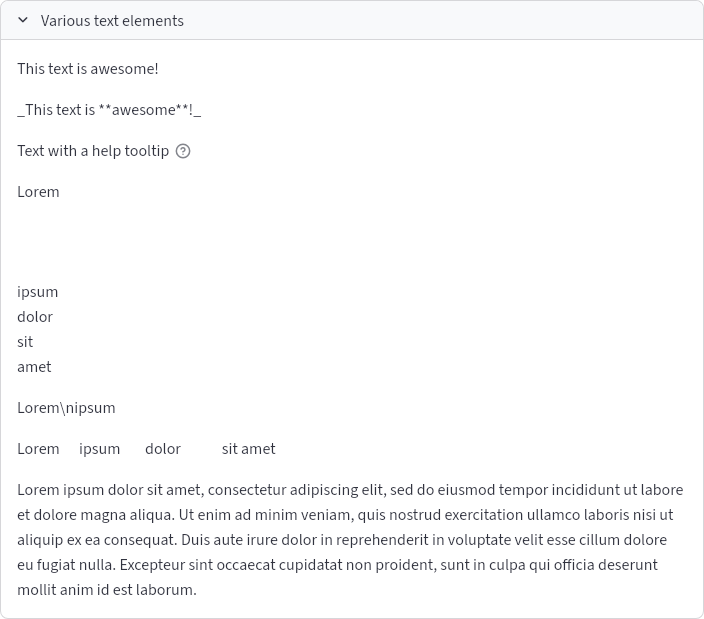 Various text elements
This text is awesome!
_This text is **awesome**!_
Text with a help tooltip
Lorem
ipsum
dolor
sit
amet
Lorem\nipsum
Lorem    ipsum     dolor         sit amet
Lorem ipsum dolor sit amet, consectetur adipiscing elit, sed do eiusmod tempor incididunt ut labore
et dolore magna aliqua. Ut enim ad minim veniam, quis nostrud exercitation ullamco laboris nisi ut
aliquip ex ea consequat. Duis aute irure dolor in reprehenderit in voluptate velit esse cillum dolore
eu fugiat nulla. Excepteur sint occaecat cupidatat non proident, sunt in culpa qui officia deserunt
mollit anim id est laborum.